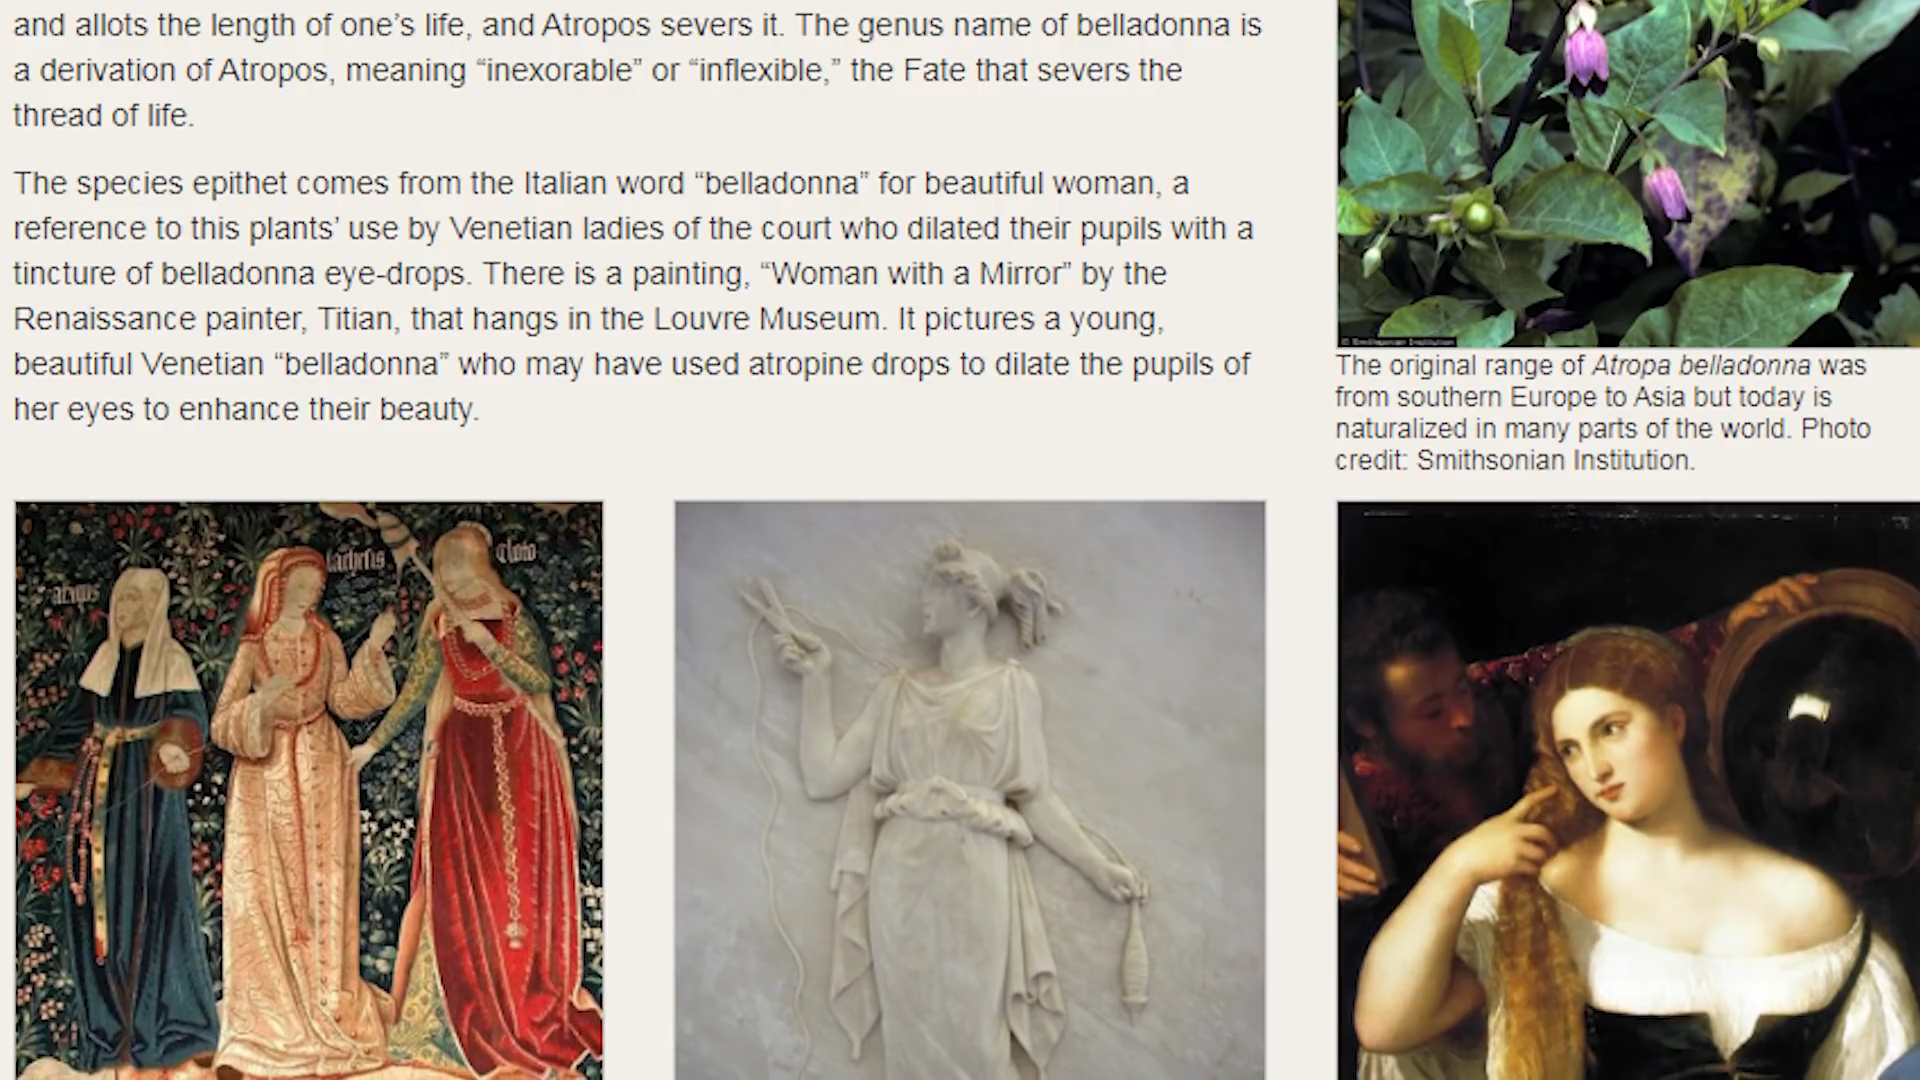 and allots the length of one’s life, and Atropos severs it. The genus name of belladonna is
a derivation of Atropos, meaning “inexorable” or “inflexible,” the Fate that severs the
thread of life.
The species epithet comes from the Italian word “belladonna” for beautiful woman, a
reference to this plants’ use by Venetian ladies of the court who dilated their pupils with a
tincture of belladonna eye-drops. There is a painting, “Woman with a Mirror” by the
Renaissance painter, Titian, that hangs in the Louvre Museum. It pictures a young,
beautiful Venetian “belladonna” who may have used atropine drops to dilate the pupils of
her eyes to enhance their beauty.
© Smithsonian Institution
The original range of Atropa belladonna was
from southern Europe to Asia but today is
naturalized in many parts of the world. Photo
credit: Smithsonian Institution.